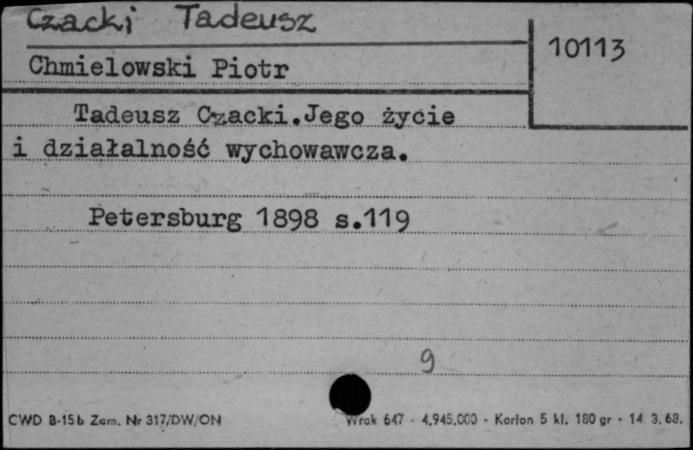 Czacki Tadeusz
10113
Chmielowski Piotr
Tadeusz Czacki.Jego życie
i działalność wychowawcza.
Petersburg 1898 s.119
9
CWD B-15b Zam. Nr 317/DW/ON
Wrak 647 - 4.945.000 - Karton 5 kl. 180 gr - 14 3.68.